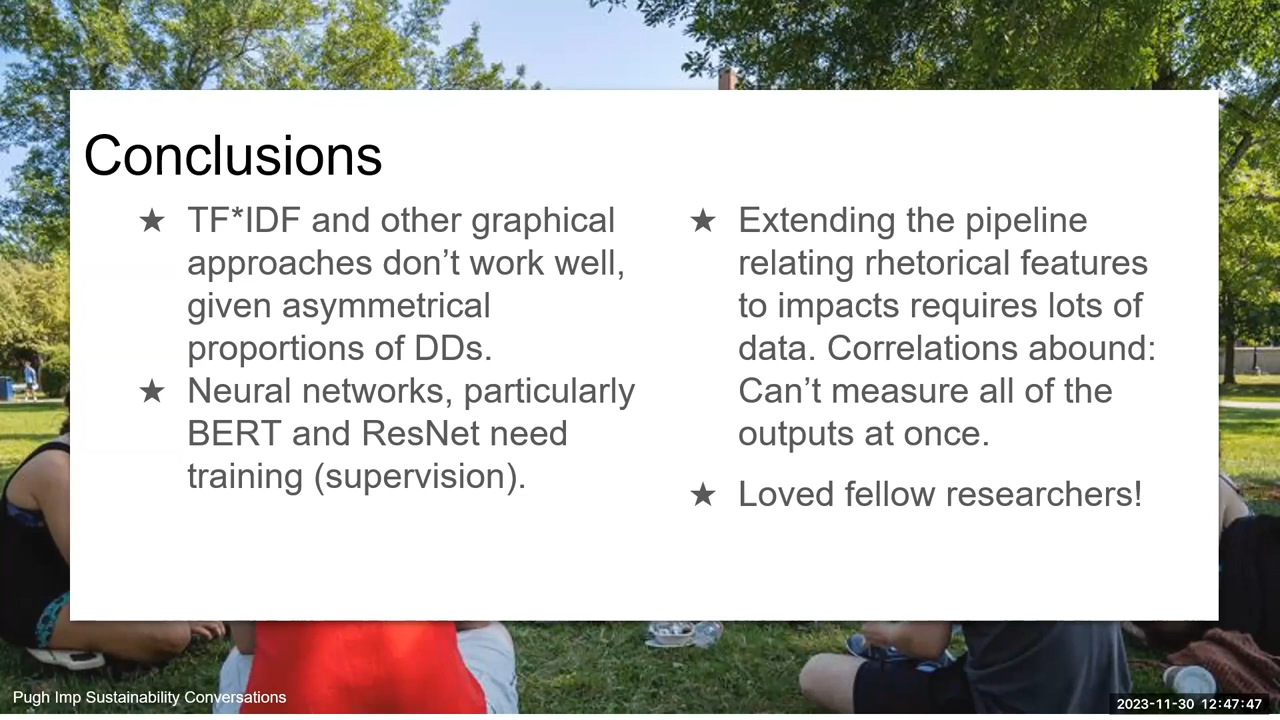 Conclusions
★ TF*IDF and other graphical
approaches don’t work well,
given asymmetrical
proportions of DDs.
★ Neural networks, particularly
BERT and ResNet need
training (supervision).
★ Extending the pipeline
relating rhetorical features
to impacts requires lots of
data. Correlations abound:
Can’t measure all of the
outputs at once.
★ Loved fellow researchers!
Pugh Imp Sustainability Conversations
2023-11-30 12:47:47